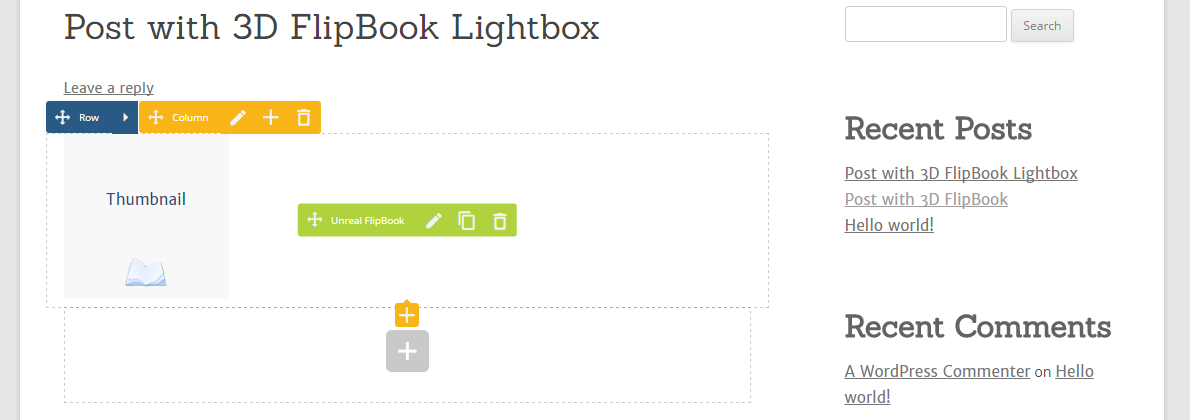 Post with 3D FlipBook Lightbox
Leave a reply
Row
Column
Thumbnail
Unreal FlipBook
Search
Recent Posts
Post with 3D FlipBook Lightbox
Post with 3D FlipBook
Hello world!
Recent Comments
A WordPress Commenter on Hello
world!